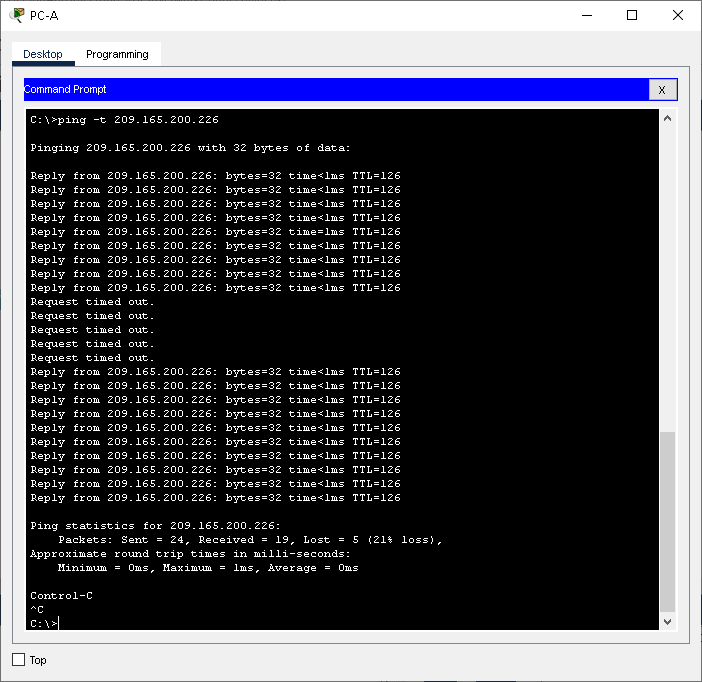 PC-A
Desktop Programming
Command Prompt X
C:\>ping -t 209.165.200.226
Pinging 209.165.200.226 with 32 bytes of data:
Reply from 209.165.200.226: bytes=32 time<1ms TTL=126
Reply from 209.165.200.226: bytes=32 time<1ms TTL=126
Reply from 209.165.200.226: bytes=32 time<1ms TTL=126
Reply from 209.165.200.226: bytes=32 time<1ms TTL=126
Reply from 209.165.200.226: bytes=32 time=1ms TTL=126
Reply from 209.165.200.226: bytes=32 time<1ms TTL=126
Reply from 209.165.200.226: bytes=32 time<1ms TTL=126
Reply from 209.165.200.226: bytes=32 time<1ms TTL=126
Reply from 209.165.200.226: bytes=32 time<1ms TTL=126
Request timed out.
Request timed out.
Request timed out.
Request timed out.
Request timed out.
Reply from 209.165.200.226: bytes=32 time<1ms TTL=126
Reply from 209.165.200.226: bytes=32 time<1ms TTL=126
Reply from 209.165.200.226: bytes=32 time<1ms TTL=126
Reply from 209.165.200.226: bytes=32 time<1ms TTL=126
Reply from 209.165.200.226: bytes=32 time<1ms TTL=126
Reply from 209.165.200.226: bytes=32 time<1ms TTL=126
Reply from 209.165.200.226: bytes=32 time<1ms TTL=126
Reply from 209.165.200.226: bytes=32 time<1ms TTL=126
Reply from 209.165.200.226: bytes=32 time<1ms TTL=126
Reply from 209.165.200.226: bytes=32 time<1ms TTL=126
Ping statistics for 209.165.200.226:
Packets: Sent = 24, Received = 19, Lost = 5 (21% loss),
Approximate round trip times in milli-seconds:
Minimum = 0ms, Maximum = 1ms, Average = 0ms
Control-C
^C
C:\>
Top